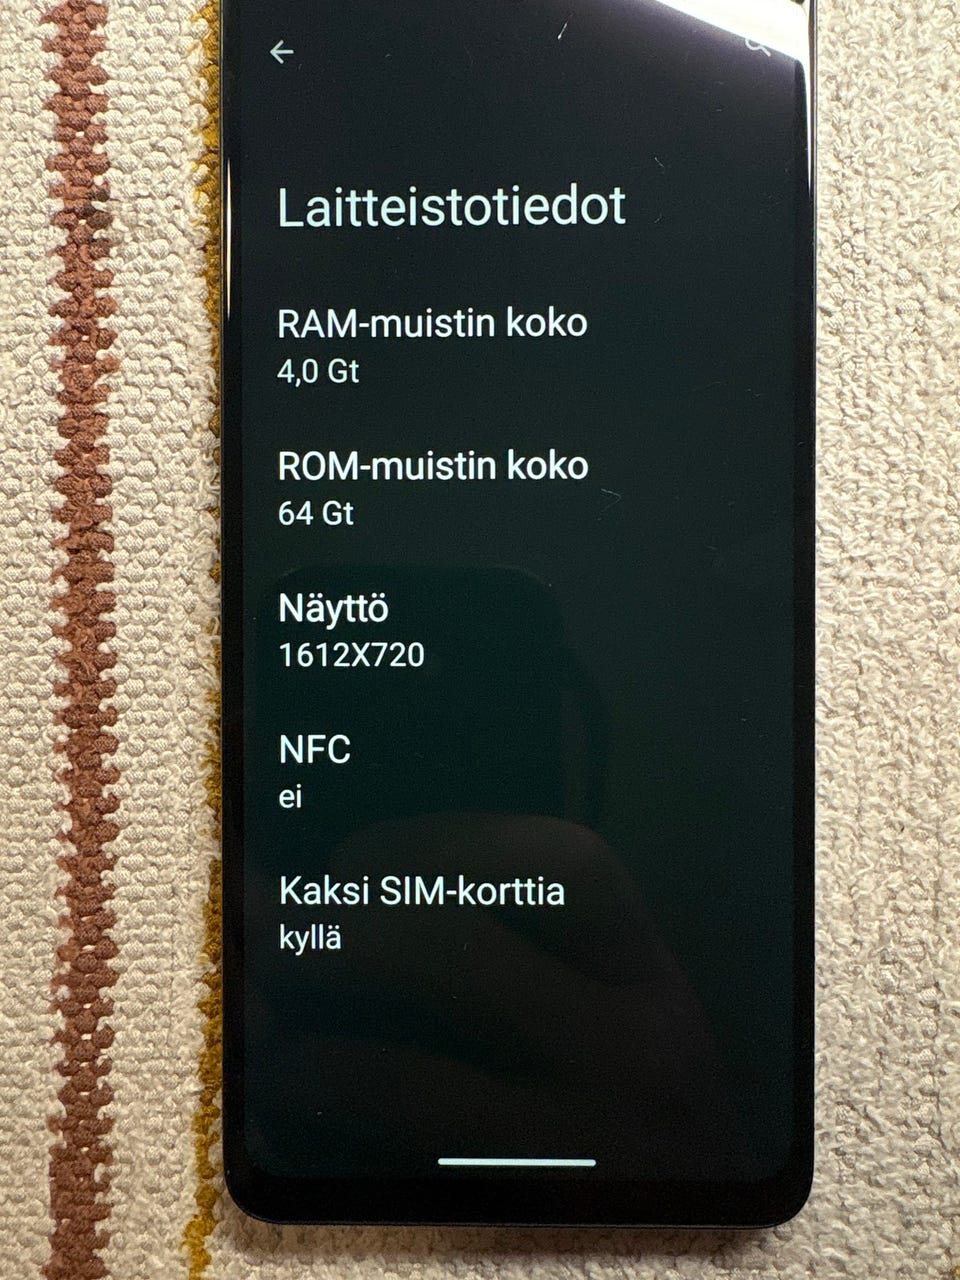 Laitteistotiedot
RAM-muistin koko
4,0 Gt
ROM-muistin koko
64 Gt
Näyttö
1612X720
NFC
ei
Kaksi SIM-korttia
kyllä